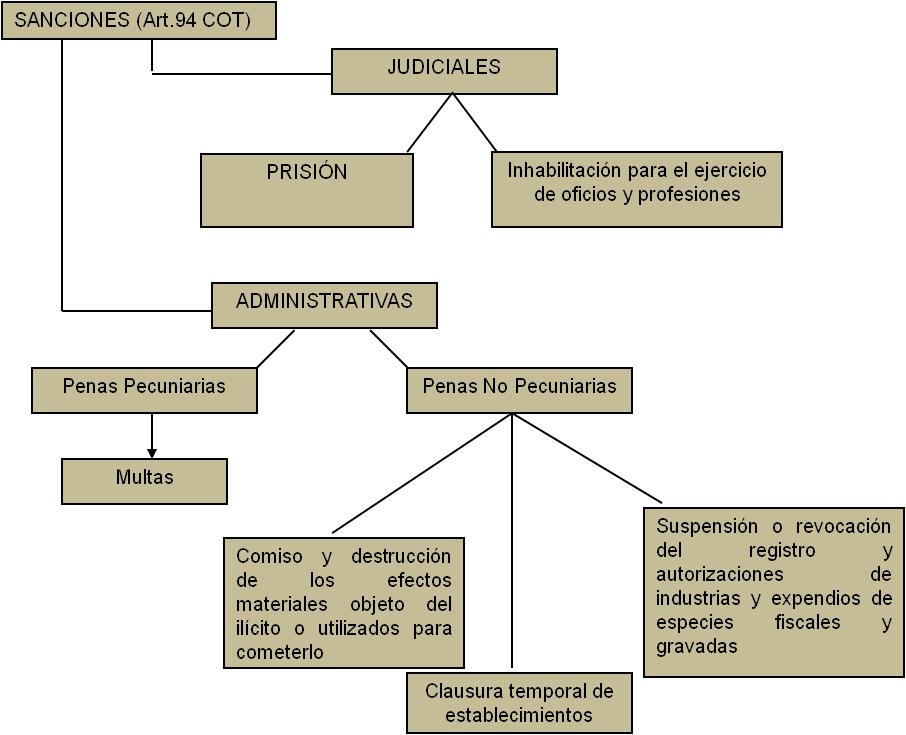 SANCIONES (Art.94 COT)
JUDICIALES
PRISIÓN
Inhabilitación para el ejercicio
de oficios y profesiones
ADMINISTRATIVAS
Penas Pecuniarias
Penas No Pecuniarias
Multas
Comiso y destrucción
de los efectos
materiales objeto del
ilícito o utilizados para
cometerlo
Suspensión o revocación
del registro y
autorizaciones de
industrias y expendios de
especies fiscales y
gravadas
Clausura temporal de
establecimientos